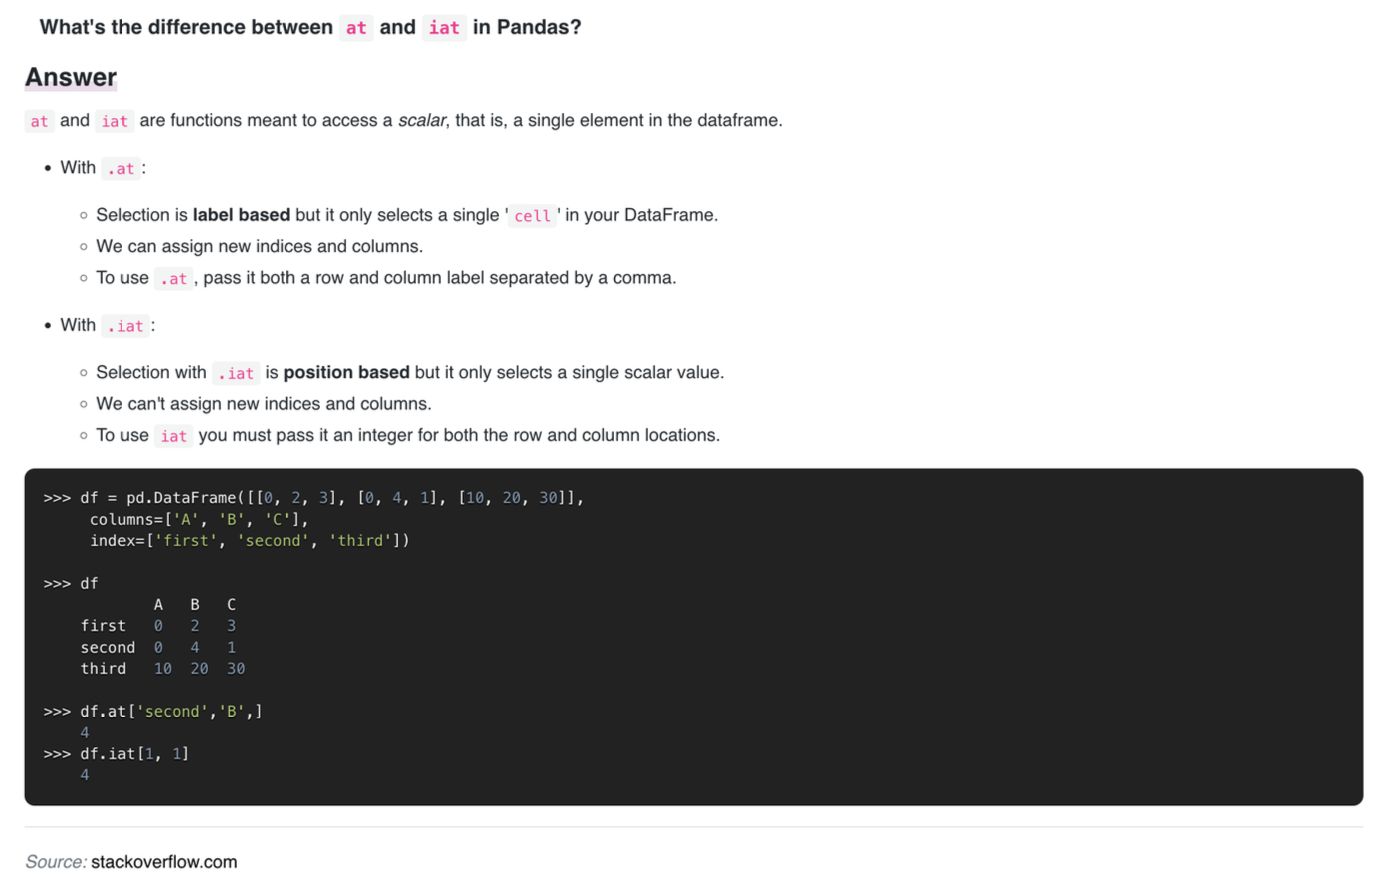 What's the difference between at and iat in Pandas?
Answer
at and iat are functions meant to access a scalar, that is, a single element in the dataframe.
• With .at :
◦ Selection is label based but it only selects a single 'cell' in your DataFrame.
◦ We can assign new indices and columns.
◦ To use .at , pass it both a row and column label separated by a comma.
• With .iat :
◦ Selection with .iat is position based but it only selects a single scalar value.
◦ We can't assign new indices and columns.
◦ To use iat you must pass it an integer for both the row and column locations.
>>> df = pd.DataFrame([[0, 2, 3], [0, 4, 1], [10, 20, 30]],
     columns=['A', 'B', 'C'],
     index=['first', 'second', 'third'])
>>> df
            A   B   C
    first   0   2   3
    second  0   4   1
    third   10  20  30
>>> df.at['second','B',]
    4
>>> df.iat[1, 1]
    4
Source: stackoverflow.com